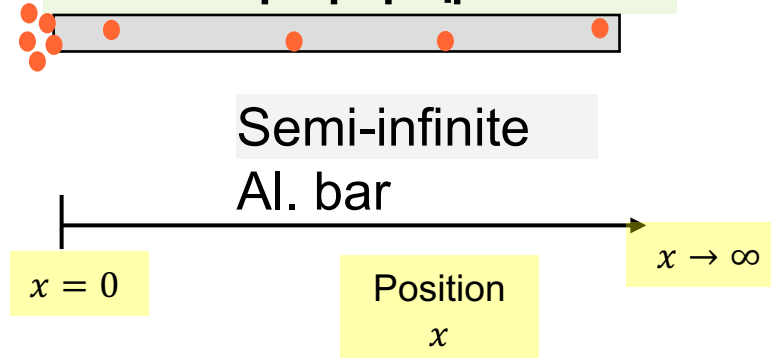 Semi-infinite
Al. bar
x = 0
x → ∞
Position
x